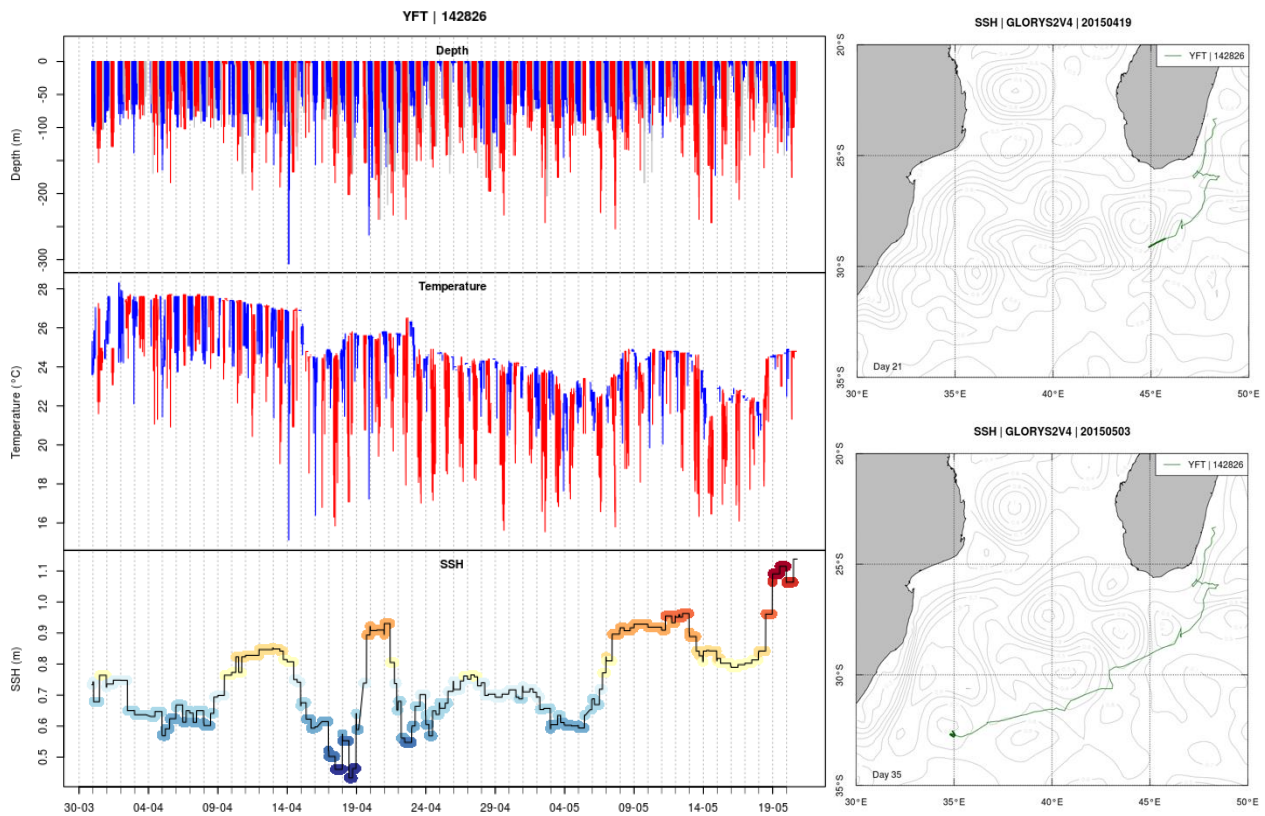 YFT | 142826
Depth
Depth (m)
0
-50
-100
-200
-300
Temperature
Temperature (°C)
28
26
24
22
20
18
16
SSH
SSH (m)
1.1
1.0
0.9
0.8
0.7
0.6
0.5
30-03 04-04 09-04 14-04 19-04 24-04 29-04 04-05 09-05 14-05 19-05
SSH | GLORYS2V4 | 20150419
YFT | 142826
20°S
25°S
30°S
35°S
Day 21
30°E 35°E 40°E 45°E 50°E
SSH | GLORYS2V4 | 20150503
YFT | 142826
20°S
25°S
30°S
35°S
Day 35
30°E 35°E 40°E 45°E 50°E